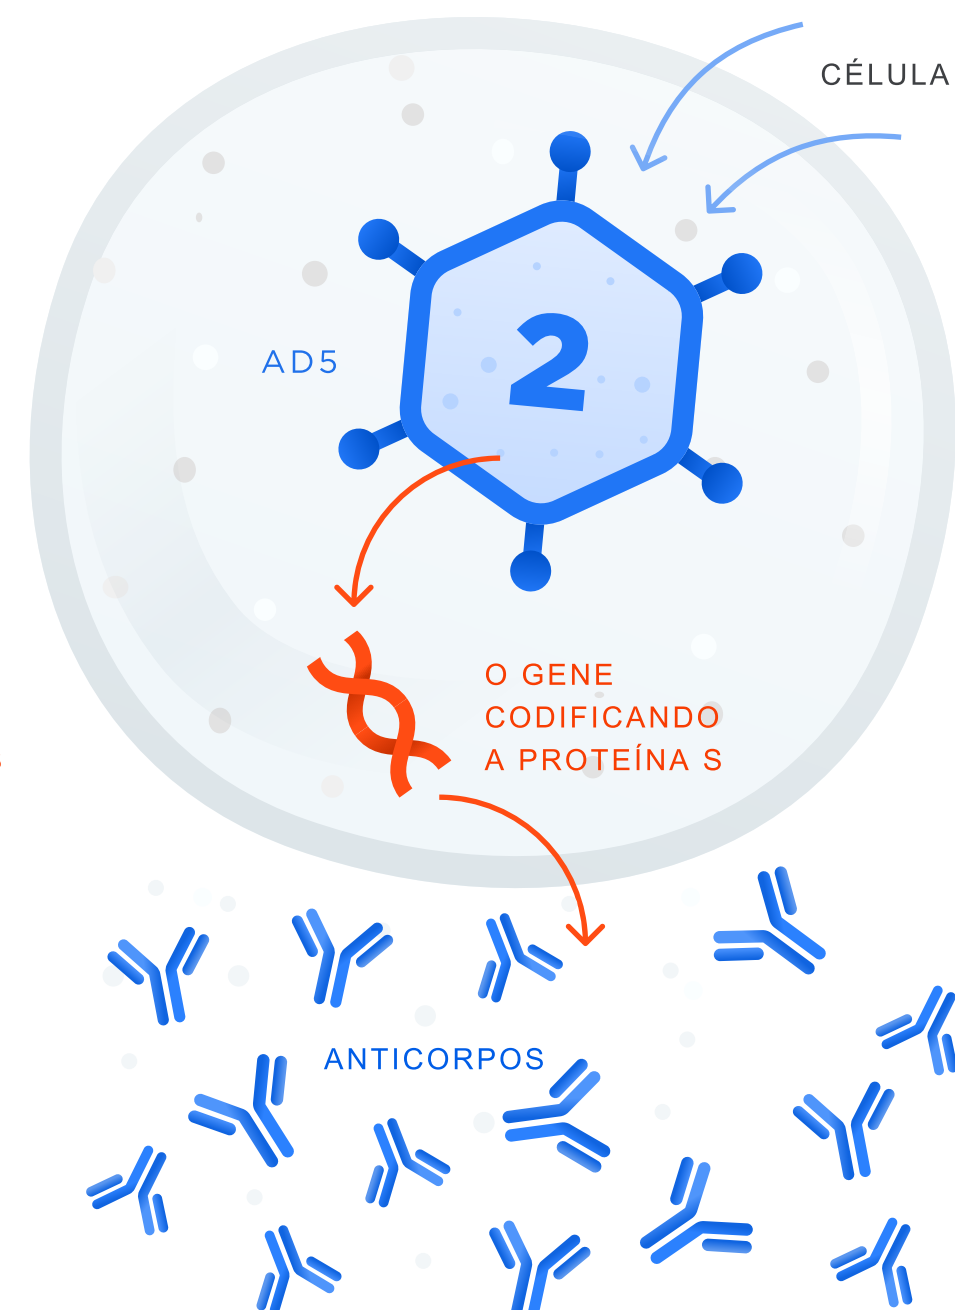 CÉLULA
2
AD5
O GENE
CODIFICANDO
A PROTEÍNA S
ANTICORPOS